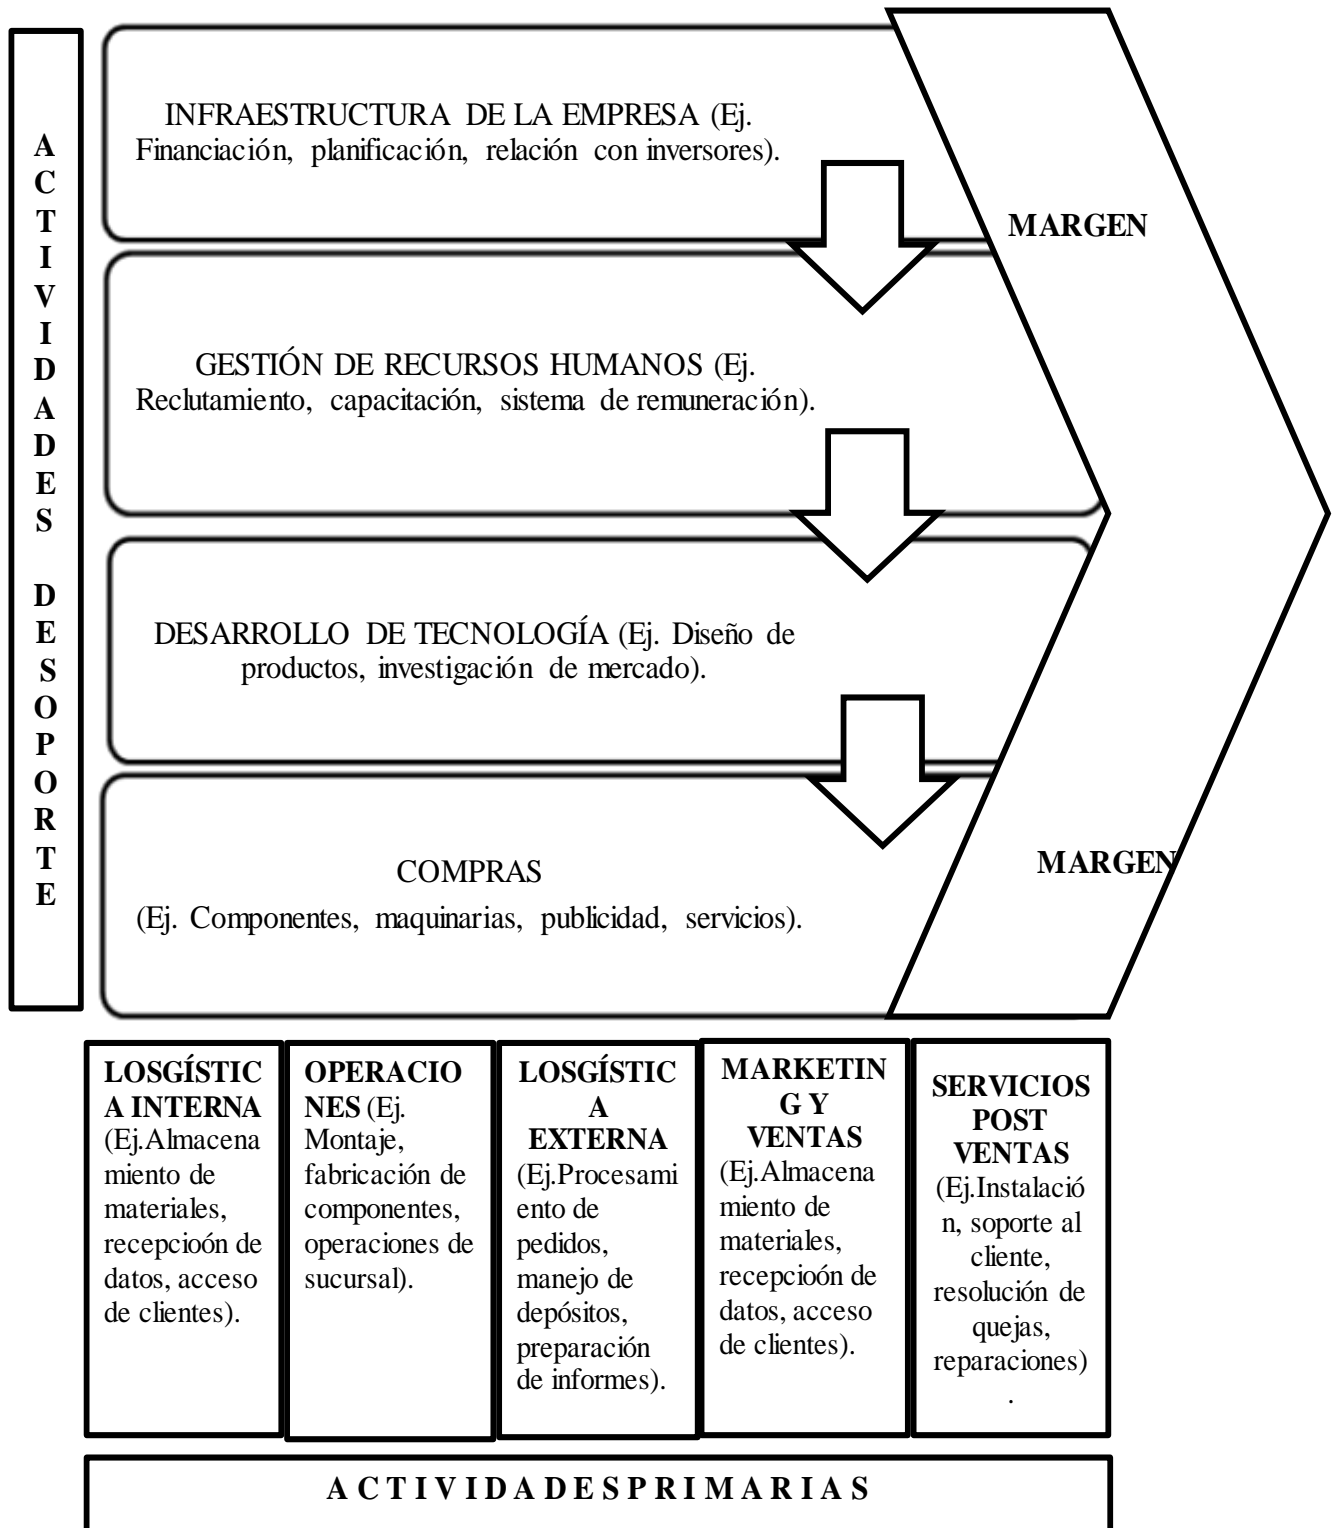 ACTIVIDADES DE SOPORTE
INFRAESTRUCTURA DE LA EMPRESA (Ej.
Financiación, planificación, relación con inversores).
MARGEN
GESTIÓN DE RECURSOS HUMANOS (Ej.
Reclutamiento, capacitación, sistema de remuneración).
DESARROLLO DE TECNOLOGÍA (Ej. Diseño de
productos, investigación de mercado).
COMPRAS
(Ej. Componentes, maquinarias, publicidad, servicios).
MARGEN
LOSGÍSTIC
A INTERNA
(Ej.Almacena
miento de
materiales,
recepcioón de
datos, acceso
de clientes).
OPERACIO
NES (Ej.
Montaje,
fabricación de
componentes,
operaciones de
sucursal).
LOSGÍSTIC
A
EXTERNA
(Ej.Procesami
ento de
pedidos,
manejo de
depósitos,
preparación
de informes).
MARKETIN
G Y
VENTAS
(Ej.Almacena
miento de
materiales,
recepcioón de
datos, acceso
de clientes).
SERVICIOS
POST
VENTAS
(Ej.Instalació
n, soporte al
cliente,
resolución de
quejas,
reparaciones)
.
A C T I V I D A D E S P R I M A R I A S